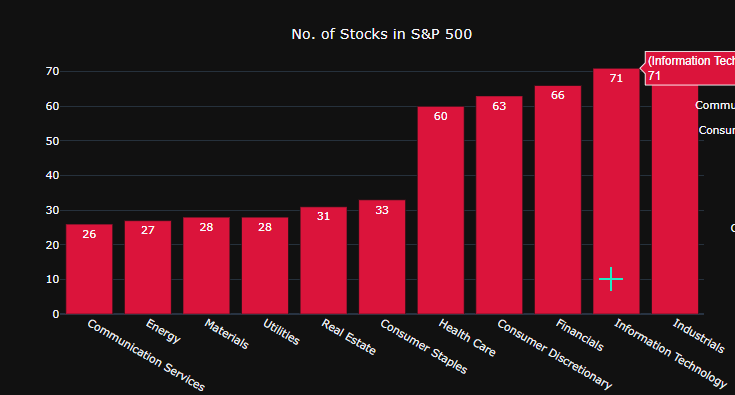 No. of Stocks in S&P 500
(Information Tech
71
70
60
50
40
30
20
10
0
26
27
28
28
31
33
60
63
66
71
Communication Services
Energy
Materials
Utilities
Real Estate
Consumer Staples
Health Care
Consumer Discretionary
Financials
Information Technology
Industrials
Commu
Consum